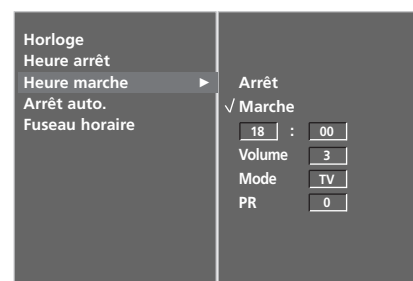 Horloge
Heure arrêt
Heure marche ►
Arrêt auto.
Fuseau horaire
Arrêt
√ Marche
18 : 00
Volume 3
Mode TV
PR 0